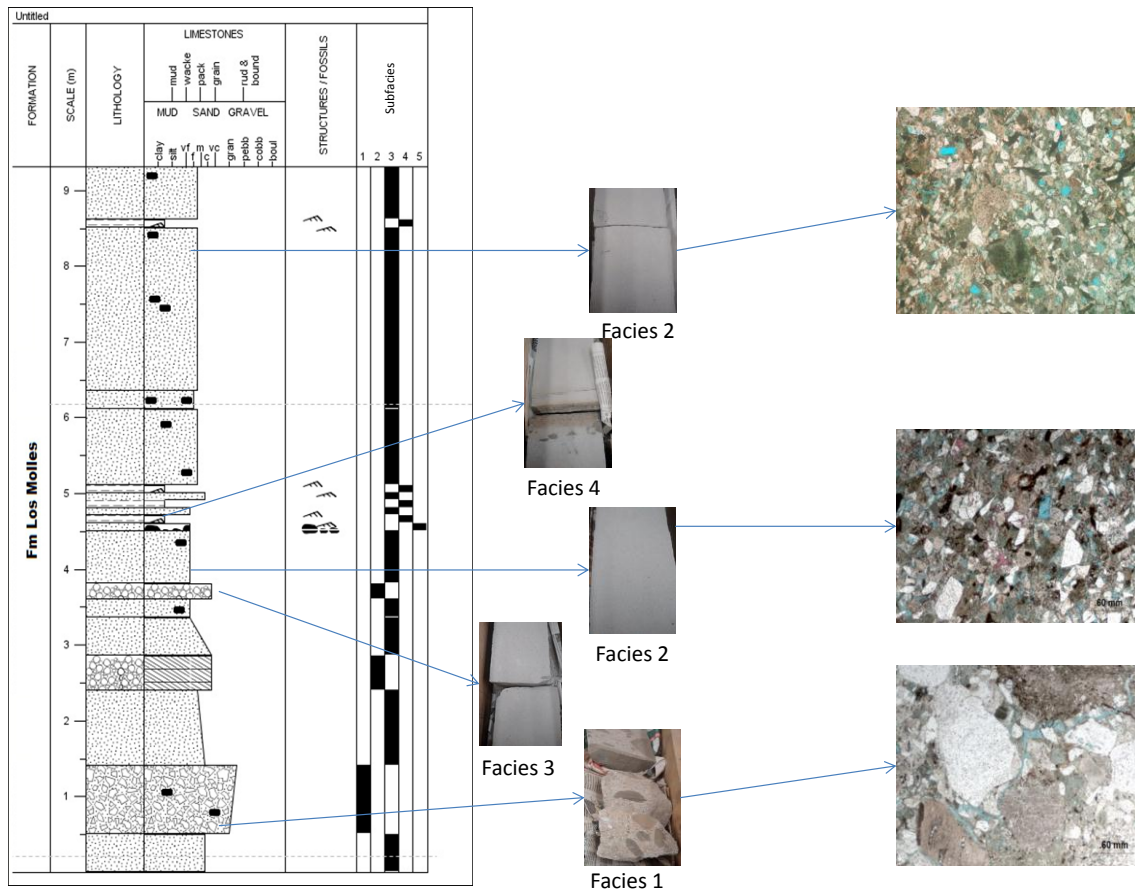 Untitled
FORMATION
SCALE (m)
LITHOLOGY
LIMESTONES
mud
wacke
pack
grain
rud &
bound
MUD SAND GRAVEL
clay
silt
vf
f
m
c
vc
gran
pebb
cobb
boul
STRUCTURES / FOSSILS
Subfacies
1 2 3 4 5
Fm Los Molles
9
8
7
6
5
4
3
2
1
Facies 2
Facies 4
Facies 2
Facies 3
Facies 1
60 mm
60 mm